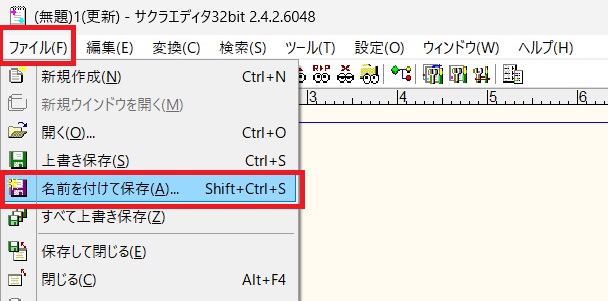 (無題)1(更新) - サクラエディタ32bit 2.4.2.6048
ファイル(F) 編集(E) 変換(C) 検索(S) ツール(T) 設定(O) ウィンドウ(W) ヘルプ(H)
新規作成(N) Ctrl+N
新規ウインドウを開く(M)
開く(O)... Ctrl+O
上書き保存(S) Ctrl+S
名前を付けて保存(A)... Shift+Ctrl+S
すべて上書き保存(Z)
保存して閉じる(E)
閉じる(C) Alt+F4
3 4 5 6